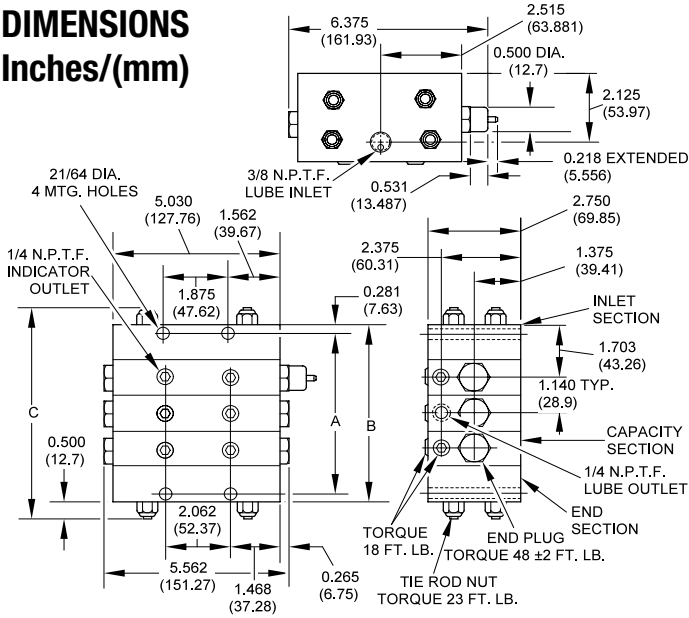 DIMENSIONS
Inches/(mm)
6.375
(161.93)
2.515
(63.881)
0.500 DIA.
(12.7)
2.125
(53.97)
0.218 EXTENDED
(5.556)
3/8 N.P.T.F.
LUBE INLET
0.531
(13.487)
21/64 DIA.
4 MTG. HOLES
5.030
(127.76)
1.562
(39.67)
1/4 N.P.T.F.
INDICATOR
OUTLET
1.875
(47.62)
0.281
(7.63)
C
A
B
0.500
(12.7)
2.062
(52.37)
5.562
(151.27)
1.468
(37.28)
0.265
(6.75)
2.750
(69.85)
2.375
(60.31)
1.375
(39.41)
INLET
SECTION
1.703
(43.26)
1.140 TYP.
(28.9)
CAPACITY
SECTION
1/4 N.P.T.F.
LUBE OUTLET
END
SECTION
TORQUE
18 FT. LB.
END PLUG
TORQUE 48 ±2 FT. LB.
TIE ROD NUT
TORQUE 23 FT. LB.